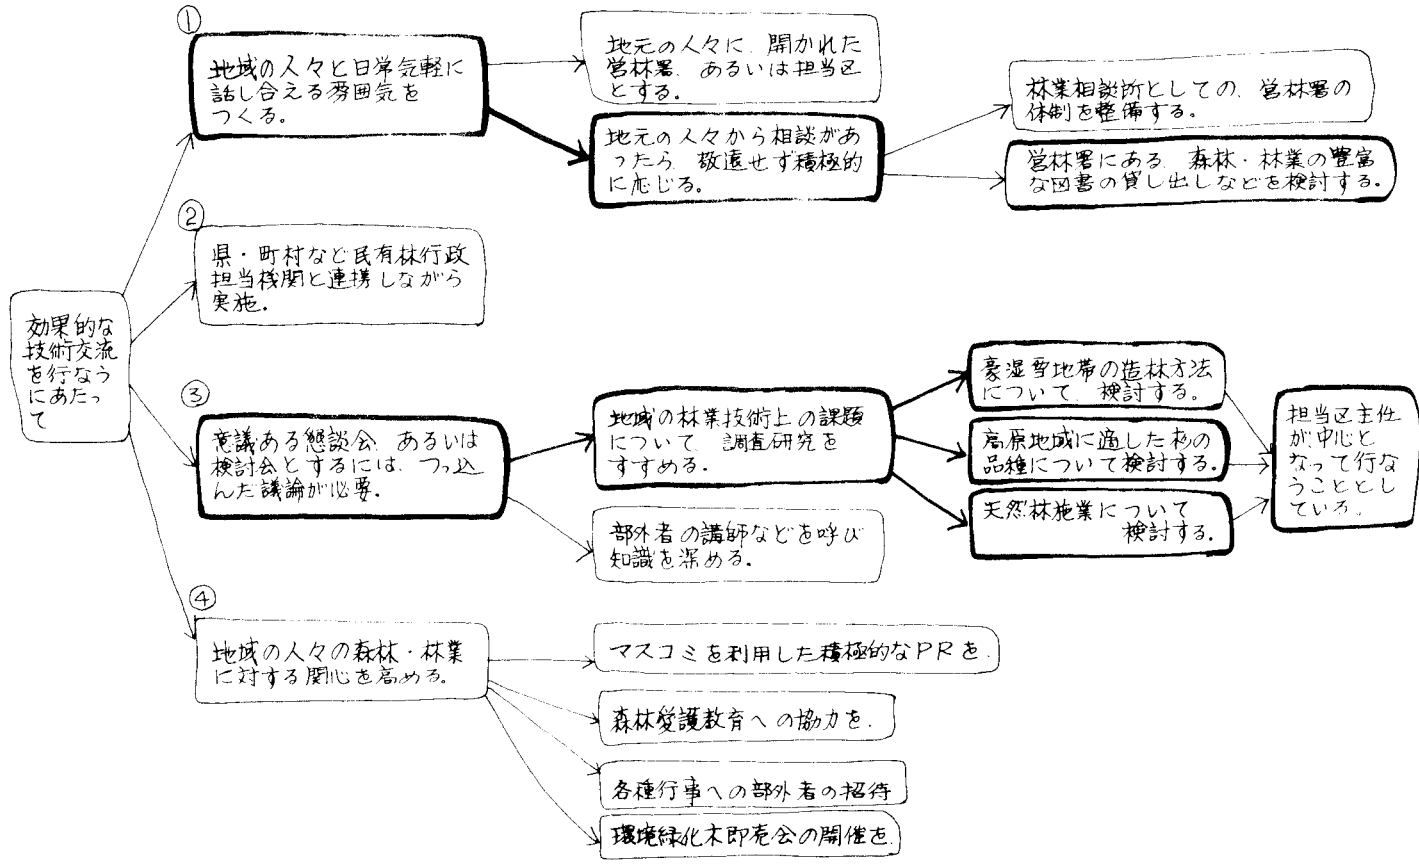 効果的な
技術交流
を行なう
にあたっ
て
①
地域の人々と日常気軽に
話し合える雰囲気を
つくる。
地元の人々に、開かれた
営林署、あるいは担当区
とする。
地元の人々から相談があ
ったら、敬遠せず積極的
に応じる。
林業相談所としての、営林署の
体制を整備する。
営林署にある、森林・林業の豊富
な図書の貸し出しなどを検討する。
②
県・町村など民有林行政
担当機関と連携しながら
実施。
③
意議ある懇談会、あるいは
検討会とするには、つっ込
んだ議論が必要。
地域の林業技術上の課題
について、調査研究を
すすめる。
部外者の講師などを呼び
知識を深める。
豪湿雪地帯の造林方法
について、検討する。
高原地域に適した杉の
品種について検討する。
天然林施業について
検討する。
担当区主任
が、中心と
なって行な
うこととし
ている。
④
地域の人々の森林・林業
に対する関心を高める。
マスコミを利用した積極的なPRを.
森林愛護教育への協力を.
各種行事への部外者の招待
環境緑化木即売会の開催を.